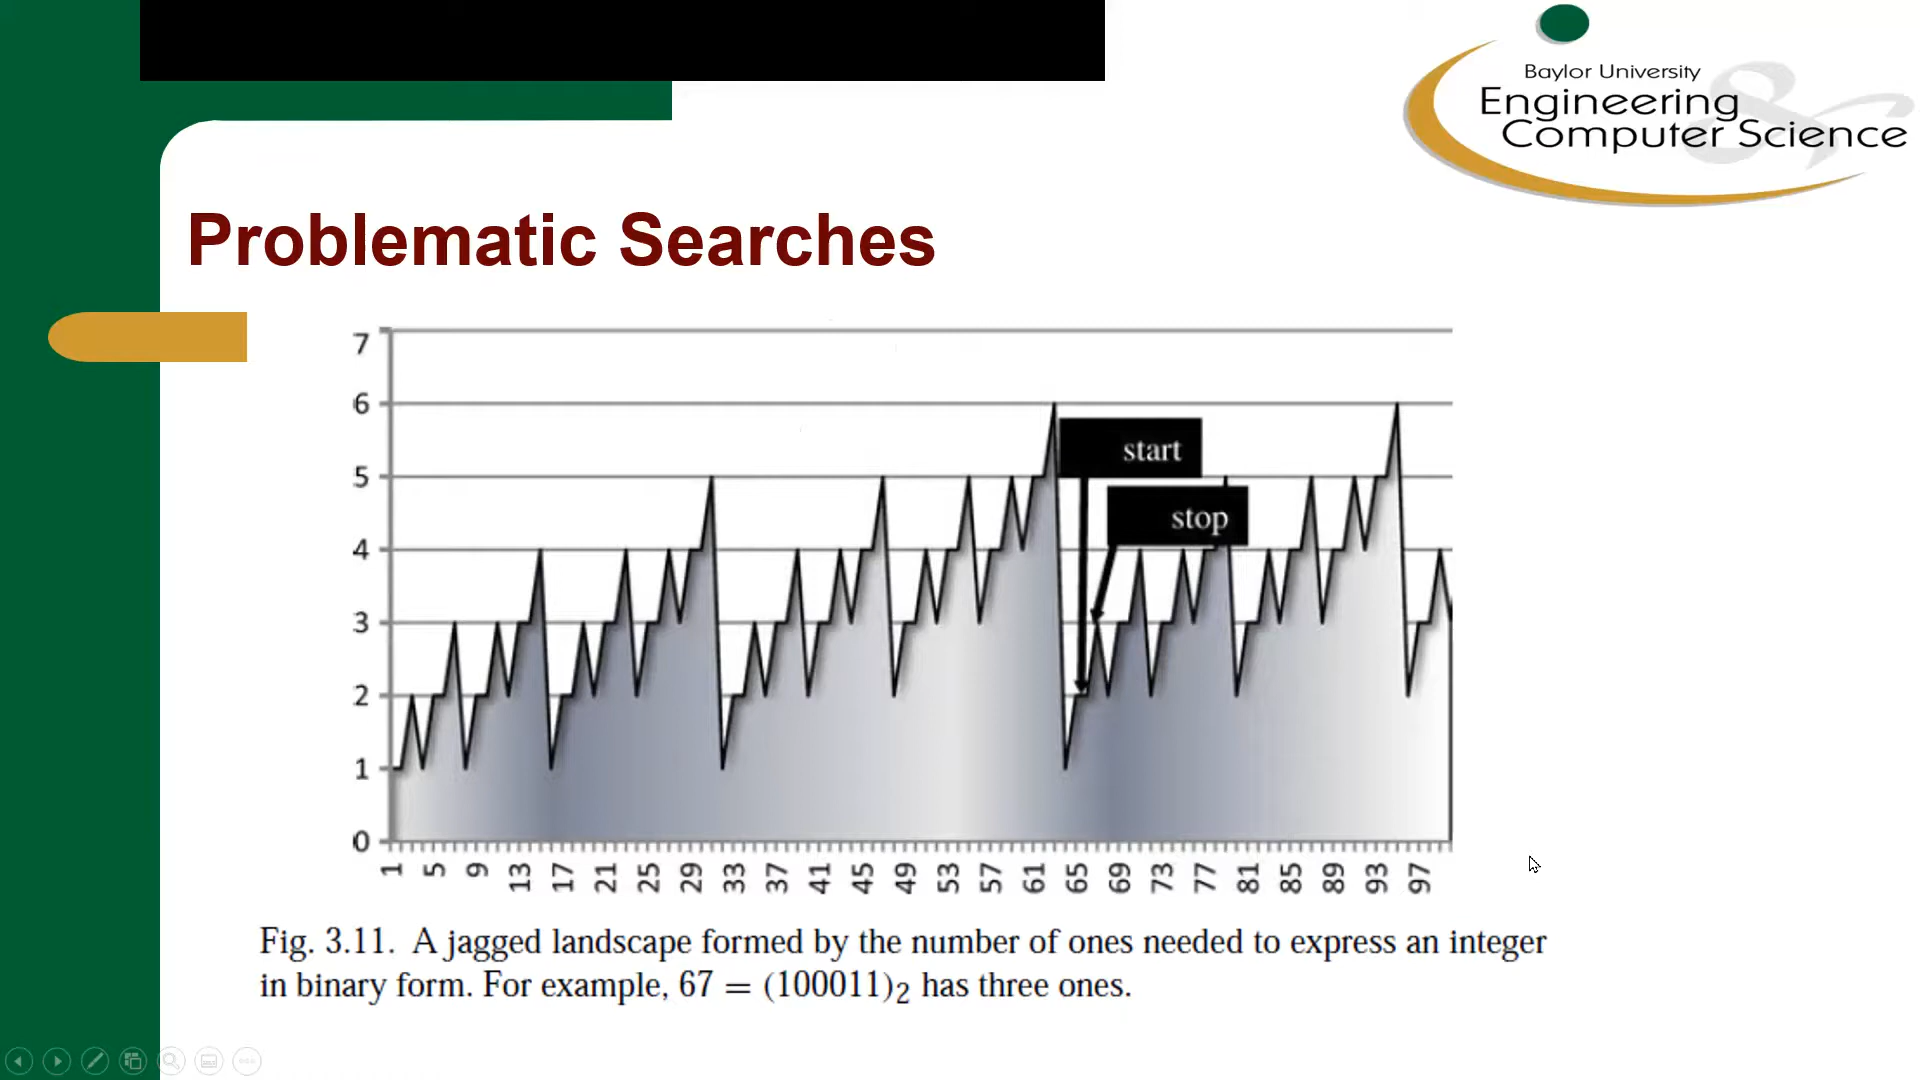 Baylor University
Engineering
&
Computer Science
Problematic Searches
7
6
5
4
3
2
1
0
start
stop
1 5 9 13 17 21 25 29 33 37 41 45 49 53 57 61 65 69 73 77 81 85 89 93 97
Fig. 3.11. A jagged landscape formed by the number of ones needed to express an integer
in binary form. For example, 67 = (100011)₂ has three ones.